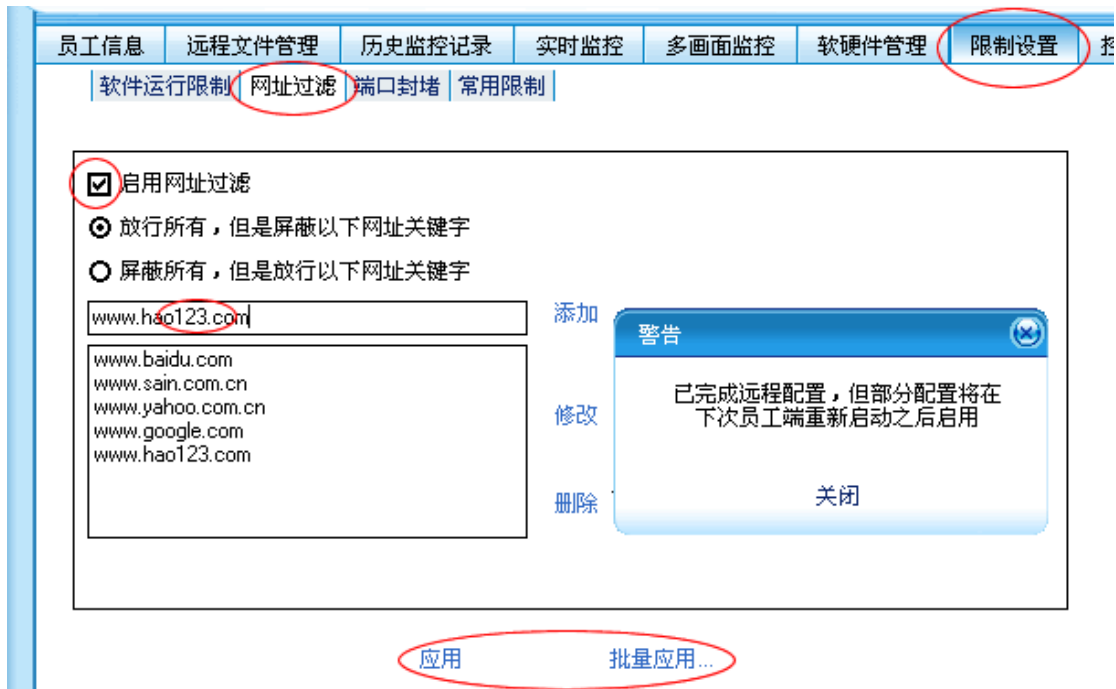 员工信息 远程文件管理 历史监控记录 实时监控 多画面监控 软硬件管理 限制设置 控
软件运行限制 网址过滤 端口封堵 常用限制
启用网址过滤
放行所有，但是屏蔽以下网址关键字
屏蔽所有，但是放行以下网址关键字
www.hao123.com 添加
警告
www.baidu.com
www.sain.com.cn
www.yahoo.com.cn
www.google.com
www.hao123.com
修改
删除
已完成远程配置，但部分配置将在
下次员工端重新启动之后启用
关闭
应用 批量应用...